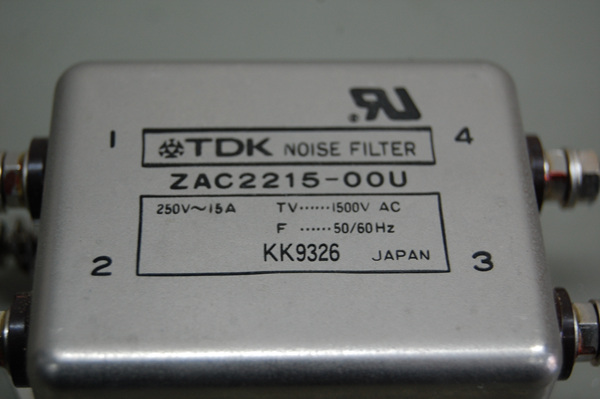 1
4
TDK NOISE FILTER
ZAC2215-00U
250V~15A TV······1500V AC
F ······50/60Hz
KK9326 JAPAN
2
3